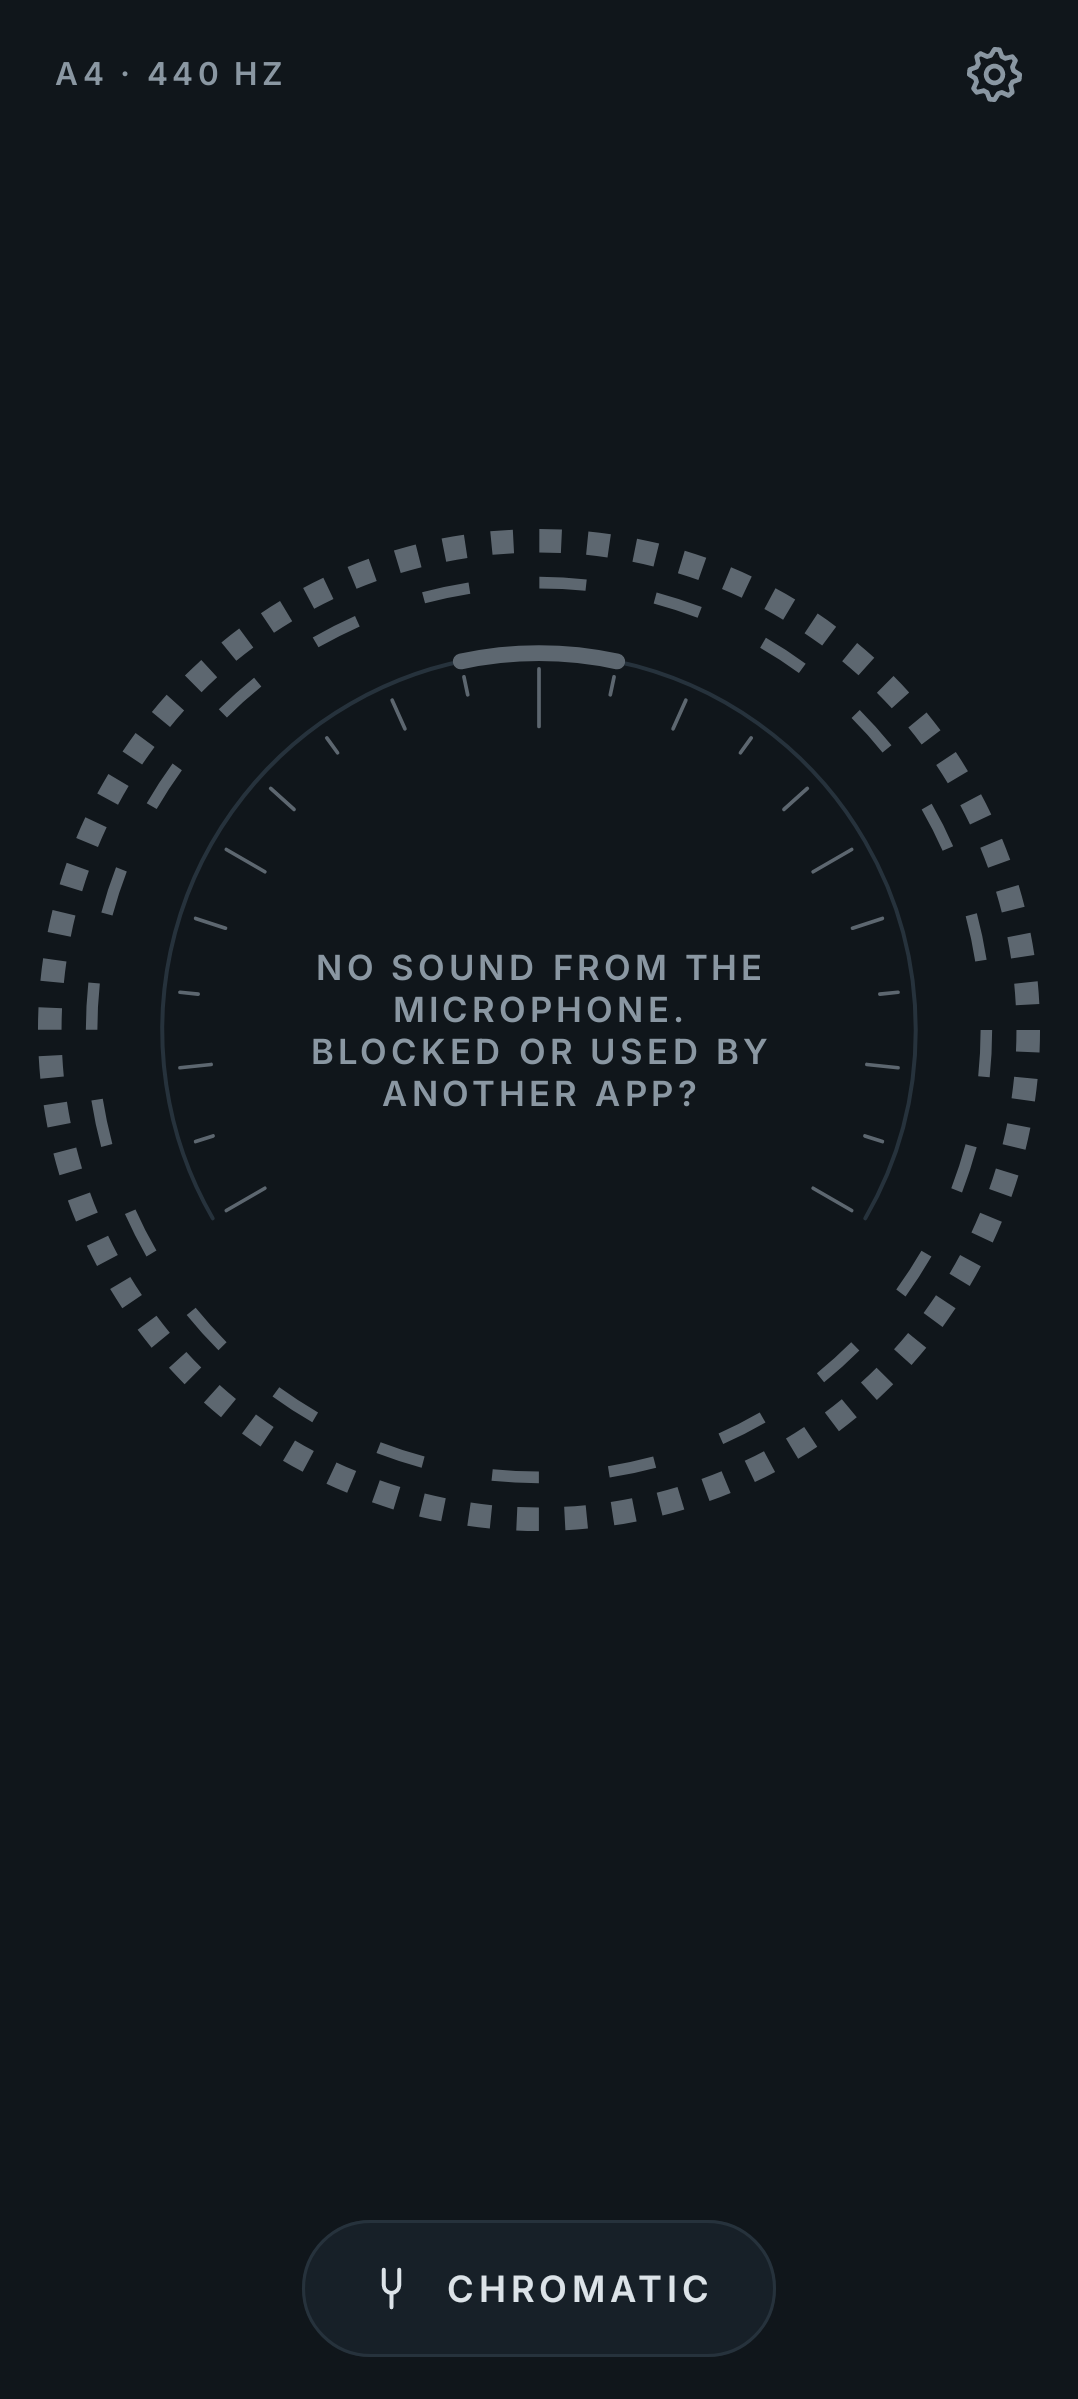 A4 · 440 HZ
NO SOUND FROM THE
MICROPHONE.
BLOCKED OR USED BY
ANOTHER APP?
CHROMATIC